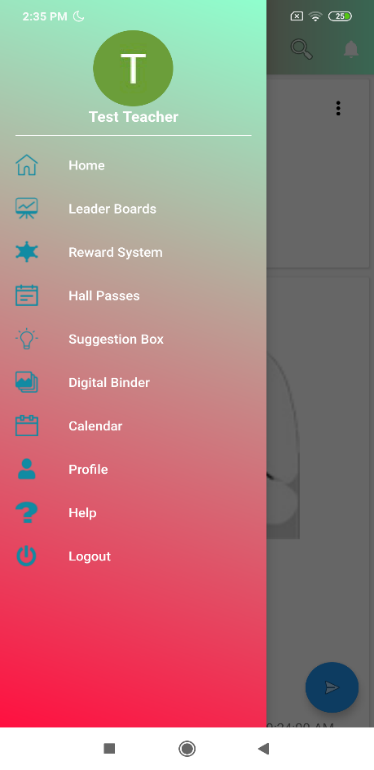 2:35 PM
25
T
Test Teacher
Home
Leader Boards
Reward System
Hall Passes
Suggestion Box
Digital Binder
Calendar
Profile
Help
Logout